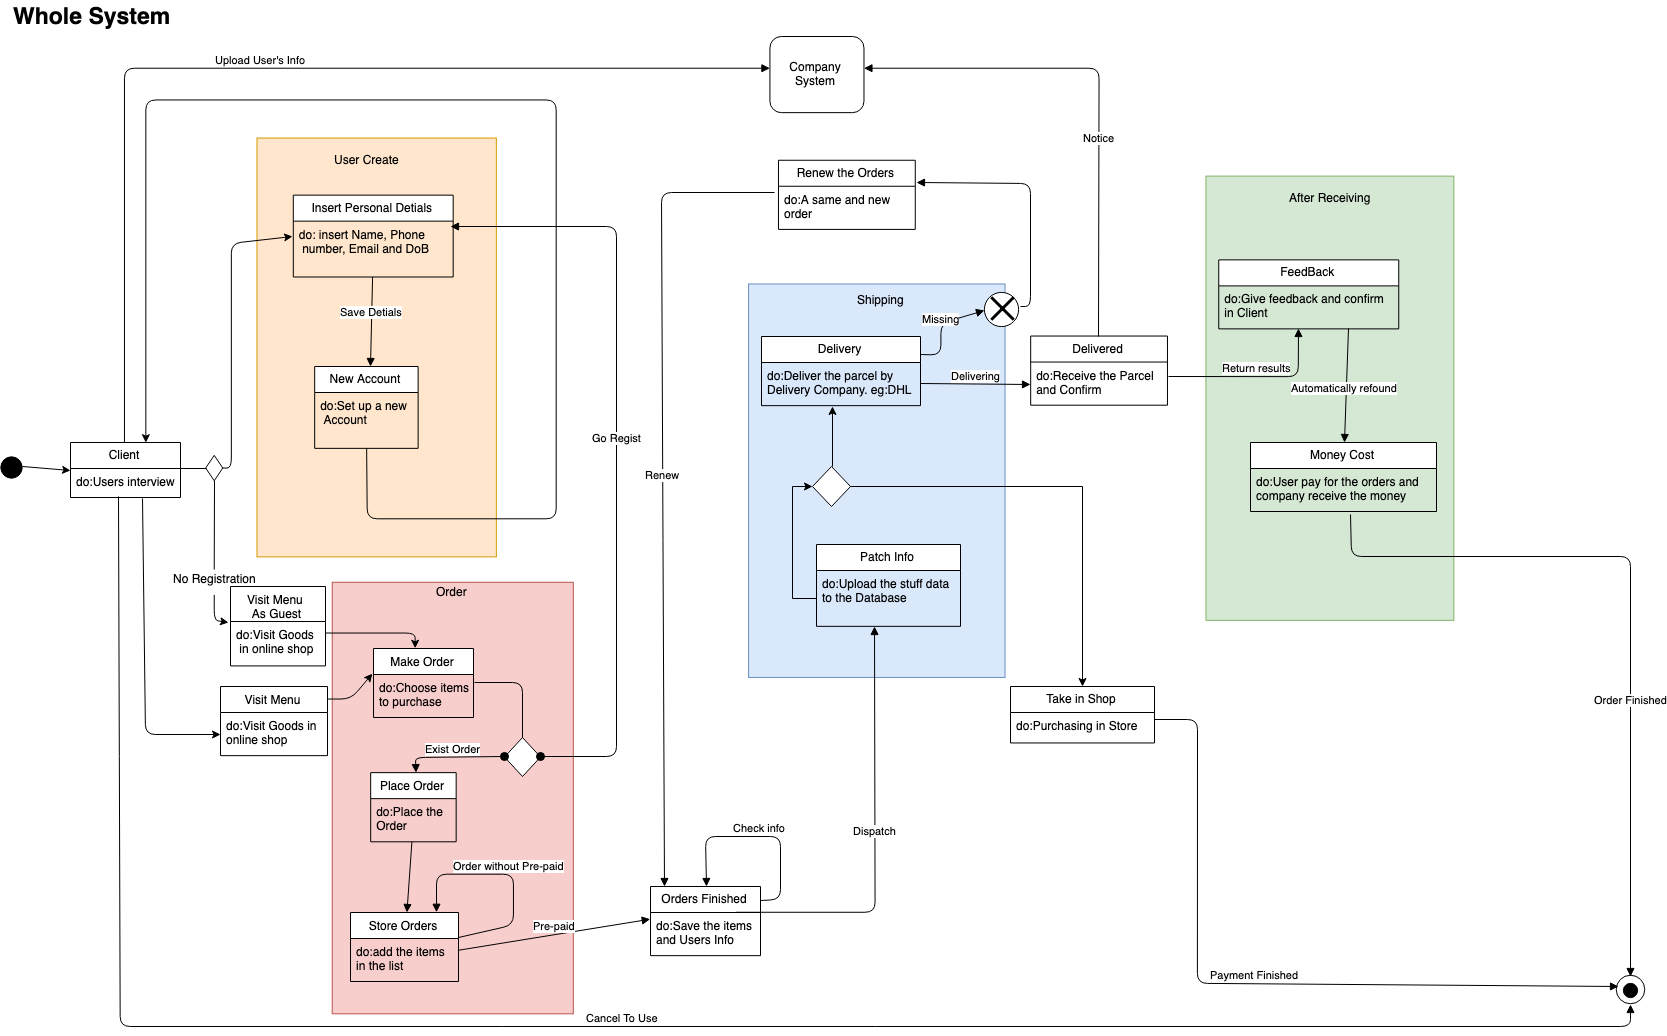 Whole System
Upload User's Info
Company
System
Notice
User Create
Insert Personal Detials
do: insert Name, Phone
number, Email and DoB
Save Detials
New Account
do:Set up a new
Account
Renew the Orders
do:A same and new
order
After Receiving
FeedBack
do:Give feedback and confirm
in Client
Shipping
Missing
Delivery
do:Deliver the parcel by
Delivery Company. eg:DHL
Delivering
Delivered
do:Receive the Parcel
and Confirm
Return results
Automatically refound
Money Cost
do:User pay for the orders and
company receive the money
Client
do:Users interview
Go Regist
Renew
Patch Info
do:Upload the stuff data
to the Database
No Registration
Visit Menu
As Guest
do:Visit Goods
in online shop
Order
Make Order
do:Choose items
to purchase
Visit Menu
do:Visit Goods in
online shop
Take in Shop
do:Purchasing in Store
Order Finished
Exist Order
Place Order
do:Place the
Order
Check info
Dispatch
Order without Pre-paid
Store Orders
do:add the items
in the list
Pre-paid
Orders Finished
do:Save the items
and Users Info
Payment Finished
Cancel To Use